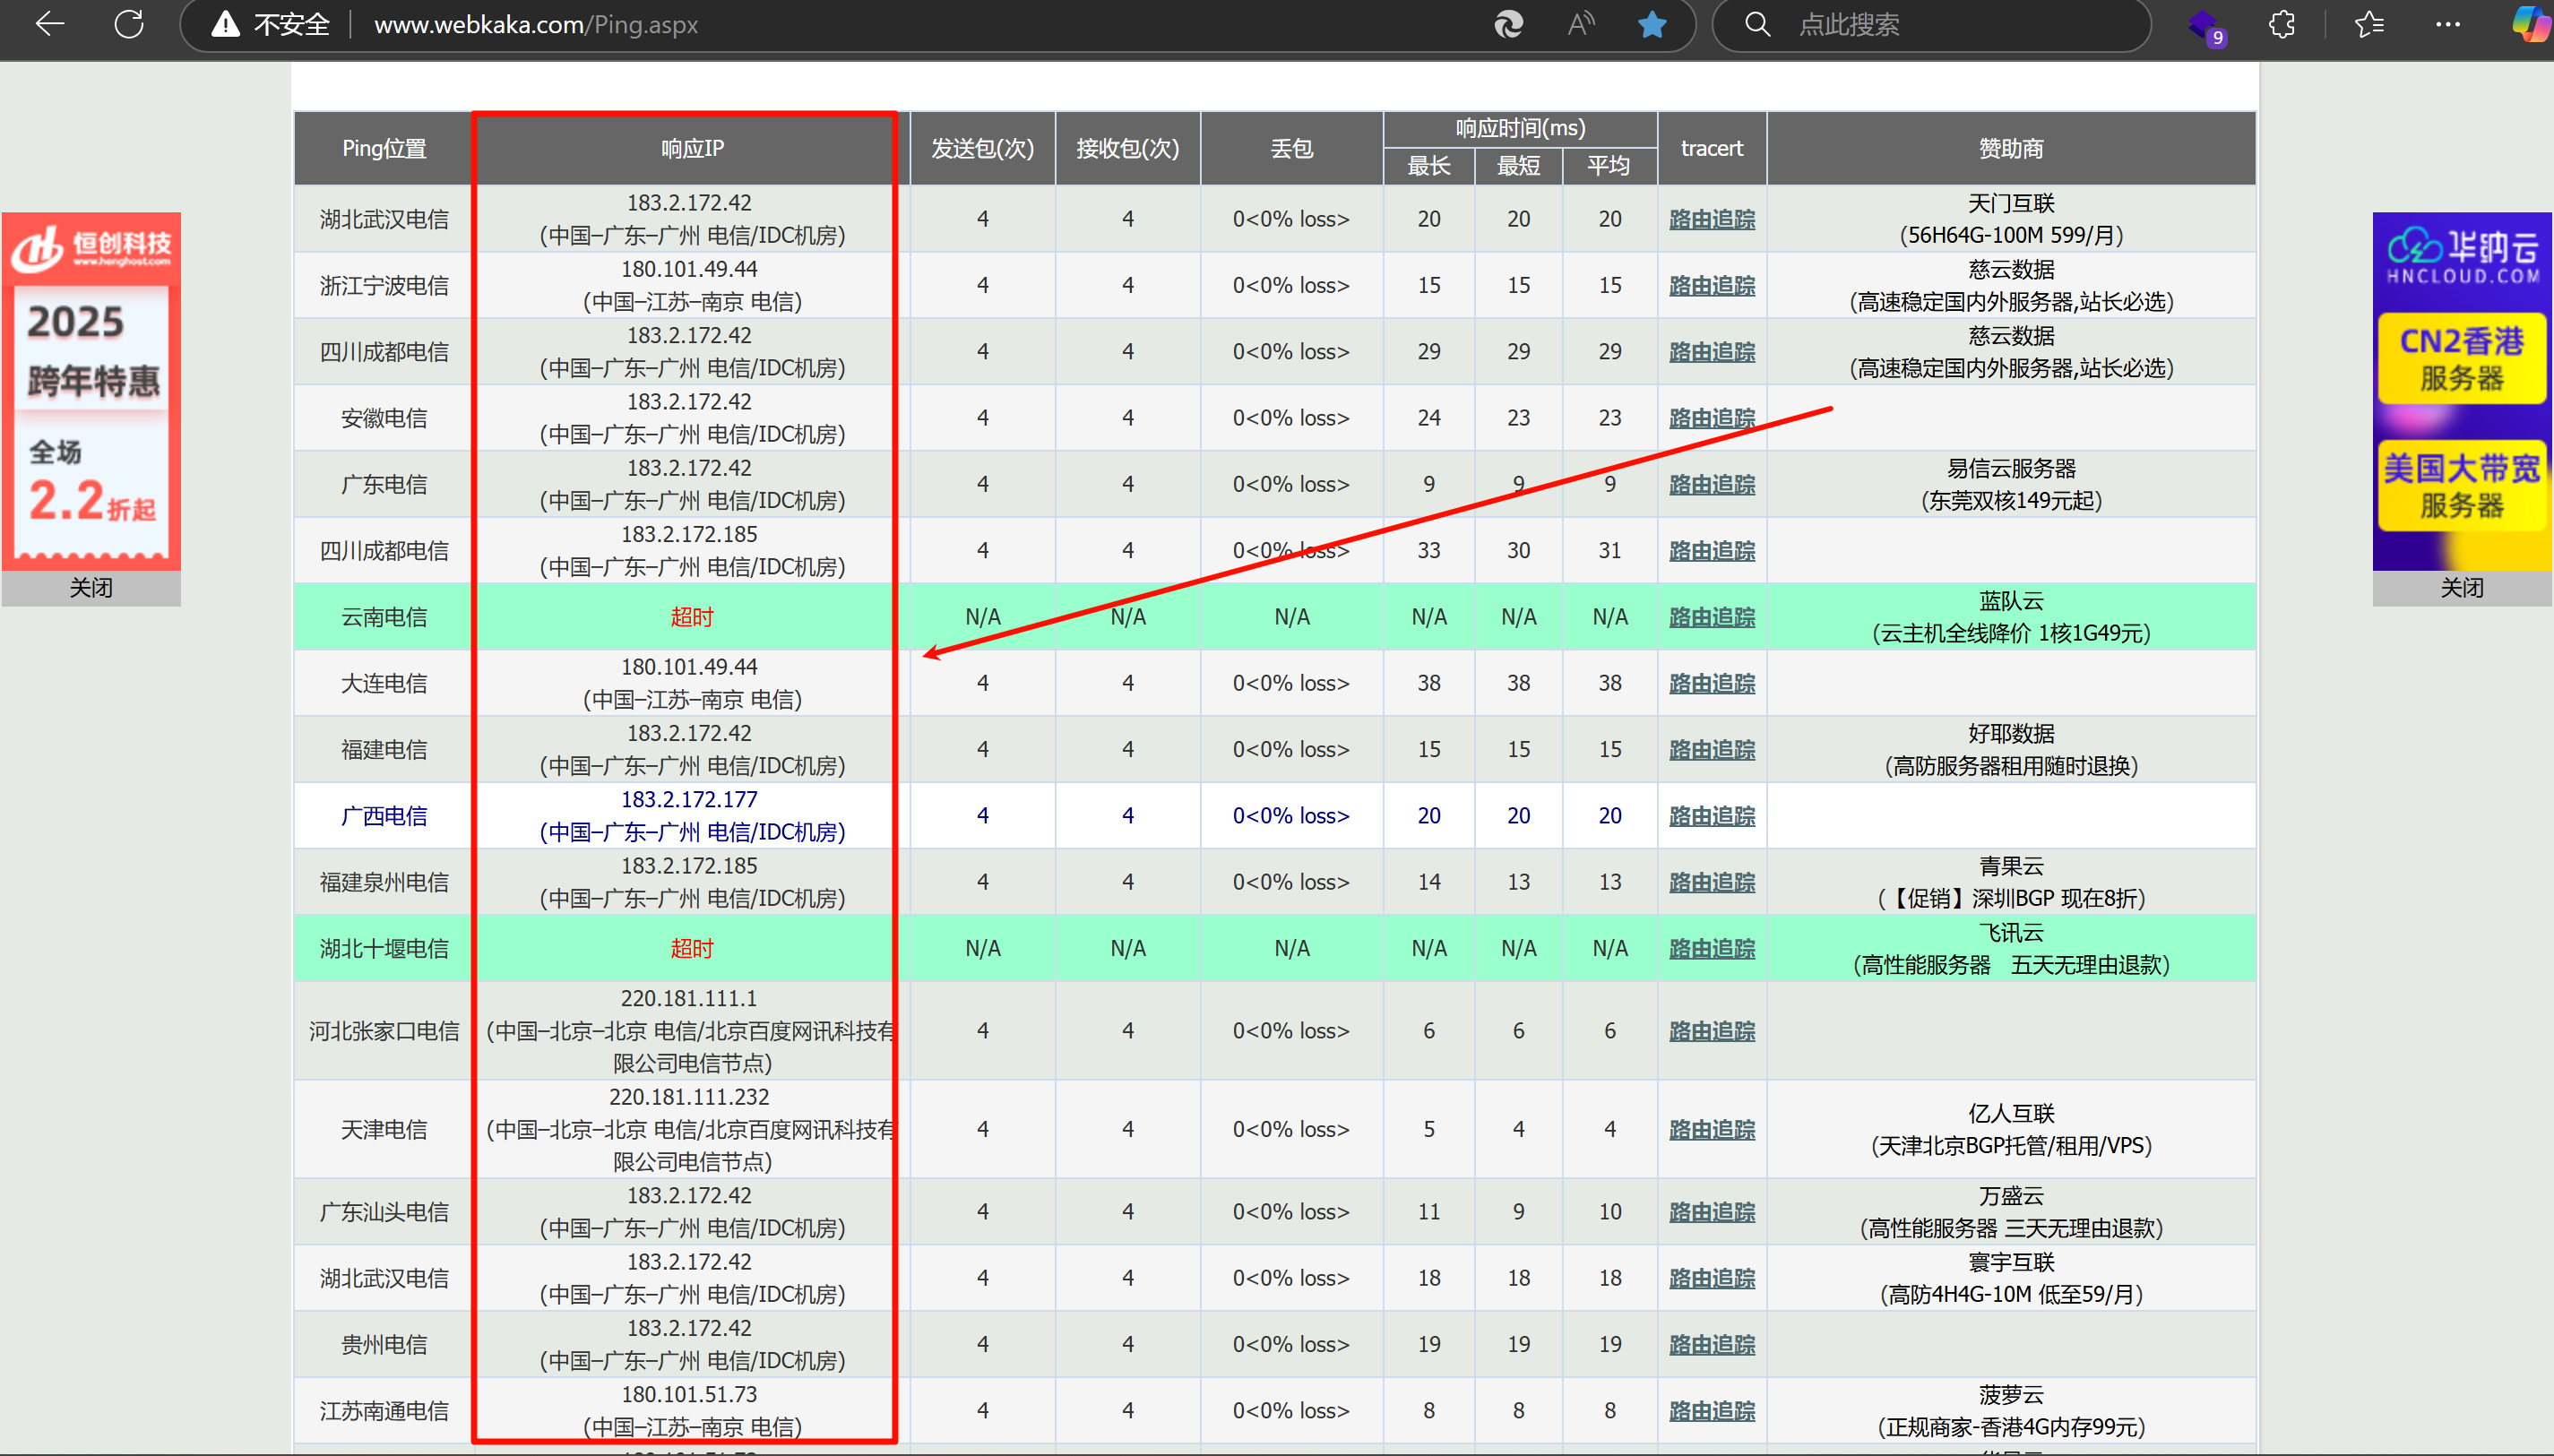 不安全 www.webkaka.com/Ping.aspx
点此搜索
9
恒创科技
www.henghost.com
2025
跨年特惠
全场
2.2折起
关闭
华纳云
HNCLOUD.COM
CN2香港
服务器
美国大带宽
服务器
关闭
Ping位置 响应IP 发送包(次) 接收包(次) 丢包 响应时间(ms) tracert 赞助商
最长 最短 平均
湖北武汉电信 183.2.172.42 4 4 0<0% loss> 20 20 20 路由追踪 天门互联
(中国–广东–广州 电信/IDC机房) (56H64G-100M 599/月)
浙江宁波电信 180.101.49.44 4 4 0<0% loss> 15 15 15 路由追踪 慈云数据
(中国–江苏–南京 电信) (高速稳定国内外服务器,站长必选)
四川成都电信 183.2.172.42 4 4 0<0% loss> 29 29 29 路由追踪 慈云数据
(中国–广东–广州 电信/IDC机房) (高速稳定国内外服务器,站长必选)
安徽电信 183.2.172.42 4 4 0<0% loss> 24 23 23 路由追踪
(中国–广东–广州 电信/IDC机房)
广东电信 183.2.172.42 4 4 0<0% loss> 9 9 9 路由追踪 易信云服务器
(中国–广东–广州 电信/IDC机房) (东莞双核149元起)
四川成都电信 183.2.172.185 4 4 0<0% loss> 33 30 31 路由追踪
(中国–广东–广州 电信/IDC机房)
云南电信 超时 N/A N/A N/A N/A N/A N/A 路由追踪 蓝队云
(云主机全线降价 1核1G49元)
大连电信 180.101.49.44 4 4 0<0% loss> 38 38 38 路由追踪
(中国–江苏–南京 电信)
福建电信 183.2.172.42 4 4 0<0% loss> 15 15 15 路由追踪 好耶数据
(中国–广东–广州 电信/IDC机房) (高防服务器租用随时退换)
广西电信 183.2.172.177 4 4 0<0% loss> 20 20 20 路由追踪
(中国–广东–广州 电信/IDC机房)
福建泉州电信 183.2.172.185 4 4 0<0% loss> 14 13 13 路由追踪 青果云
(中国–广东–广州 电信/IDC机房) (【促销】深圳BGP 现在8折)
湖北十堰电信 超时 N/A N/A N/A N/A N/A N/A 路由追踪 飞讯云
(高性能服务器 五天无理由退款)
河北张家口电信 220.181.111.1 4 4 0<0% loss> 6 6 6 路由追踪
(中国–北京–北京 电信/北京百度网讯科技有
限公司电信节点)
天津电信 220.181.111.232 4 4 0<0% loss> 5 4 4 路由追踪 亿人互联
(中国–北京–北京 电信/北京百度网讯科技有 (天津北京BGP托管/租用/VPS)
限公司电信节点)
广东汕头电信 183.2.172.42 4 4 0<0% loss> 11 9 10 路由追踪 万盛云
(中国–广东–广州 电信/IDC机房) (高性能服务器 三天无理由退款)
湖北武汉电信 183.2.172.42 4 4 0<0% loss> 18 18 18 路由追踪 寰宇互联
(中国–广东–广州 电信/IDC机房) (高防4H4G-10M 低至59/月)
贵州电信 183.2.172.42 4 4 0<0% loss> 19 19 19 路由追踪
(中国–广东–广州 电信/IDC机房)
江苏南通电信 180.101.51.73 4 4 0<0% loss> 8 8 8 路由追踪 菠萝云
(中国–江苏–南京 电信) (正规商家-香港4G内存99元)